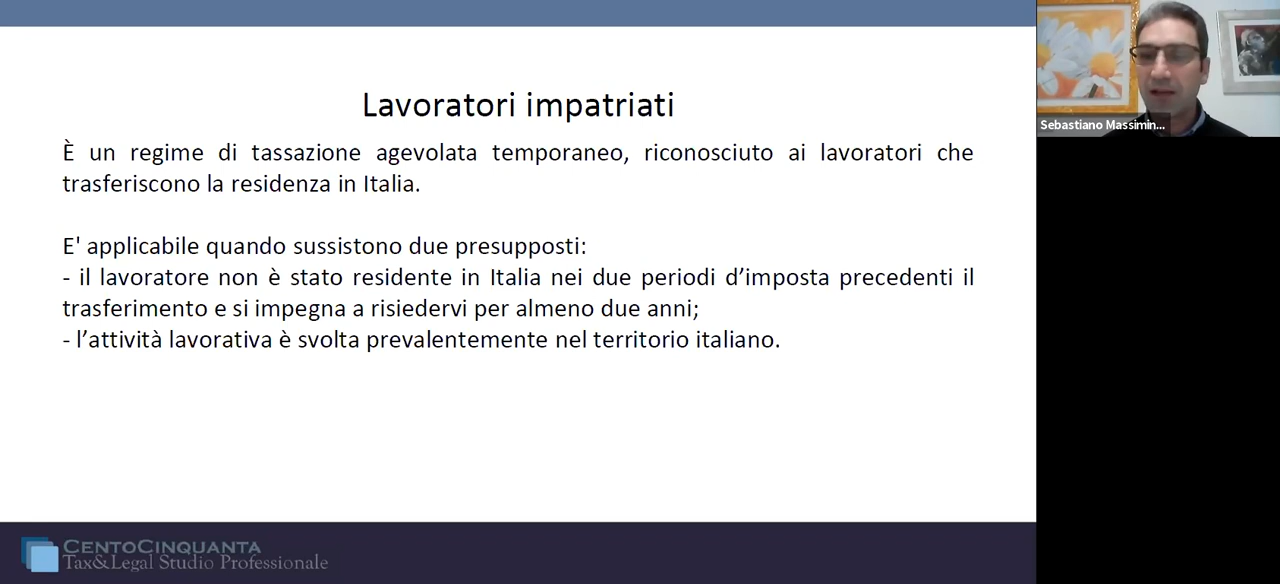 Lavoratori impatriati
È un regime di tassazione agevolata temporaneo, riconosciuto ai lavoratori che
trasferiscono la residenza in Italia.
E' applicabile quando sussistono due presupposti:
- il lavoratore non è stato residente in Italia nei due periodi d’imposta precedenti il
trasferimento e si impegna a risiedervi per almeno due anni;
- l’attività lavorativa è svolta prevalentemente nel territorio italiano.
CENTOCINQUANTA
Tax&Legal Studio Professionale
Sebastiano Massimin...